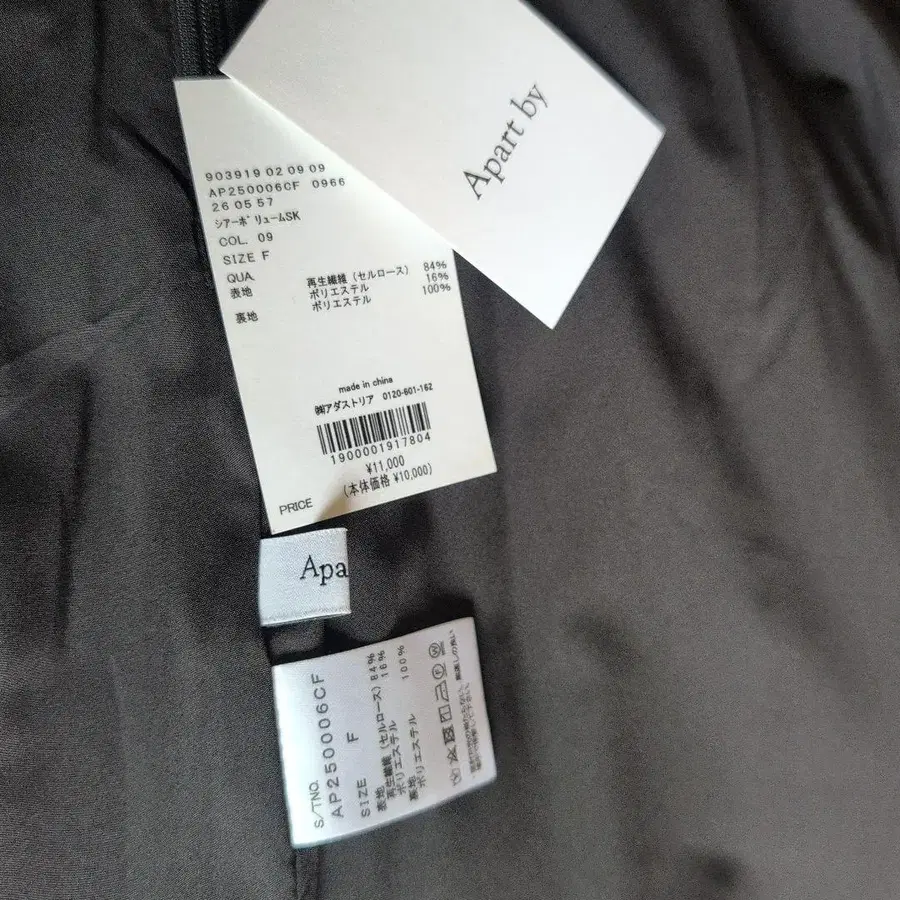 Apart by
903919 02 09 09
AP250006CF 0966
26 05 57
シアーボリュームSK
COL. 09
SIZE F
QUA.
表地 再生繊維（セルロース） 84%
ポリエステル 16%
裏地 ポリエステル 100%
made in china
㈱アダストリア 0120-601-162
1900001917804
¥11,000
(本体価格 ¥10,000)
PRICE
Apa
S/TNO.
AP250006CF
SIZE F
表地
再生繊維（セルロース）84%
ポリエステル 16%
裏地
ポリエステル 100%